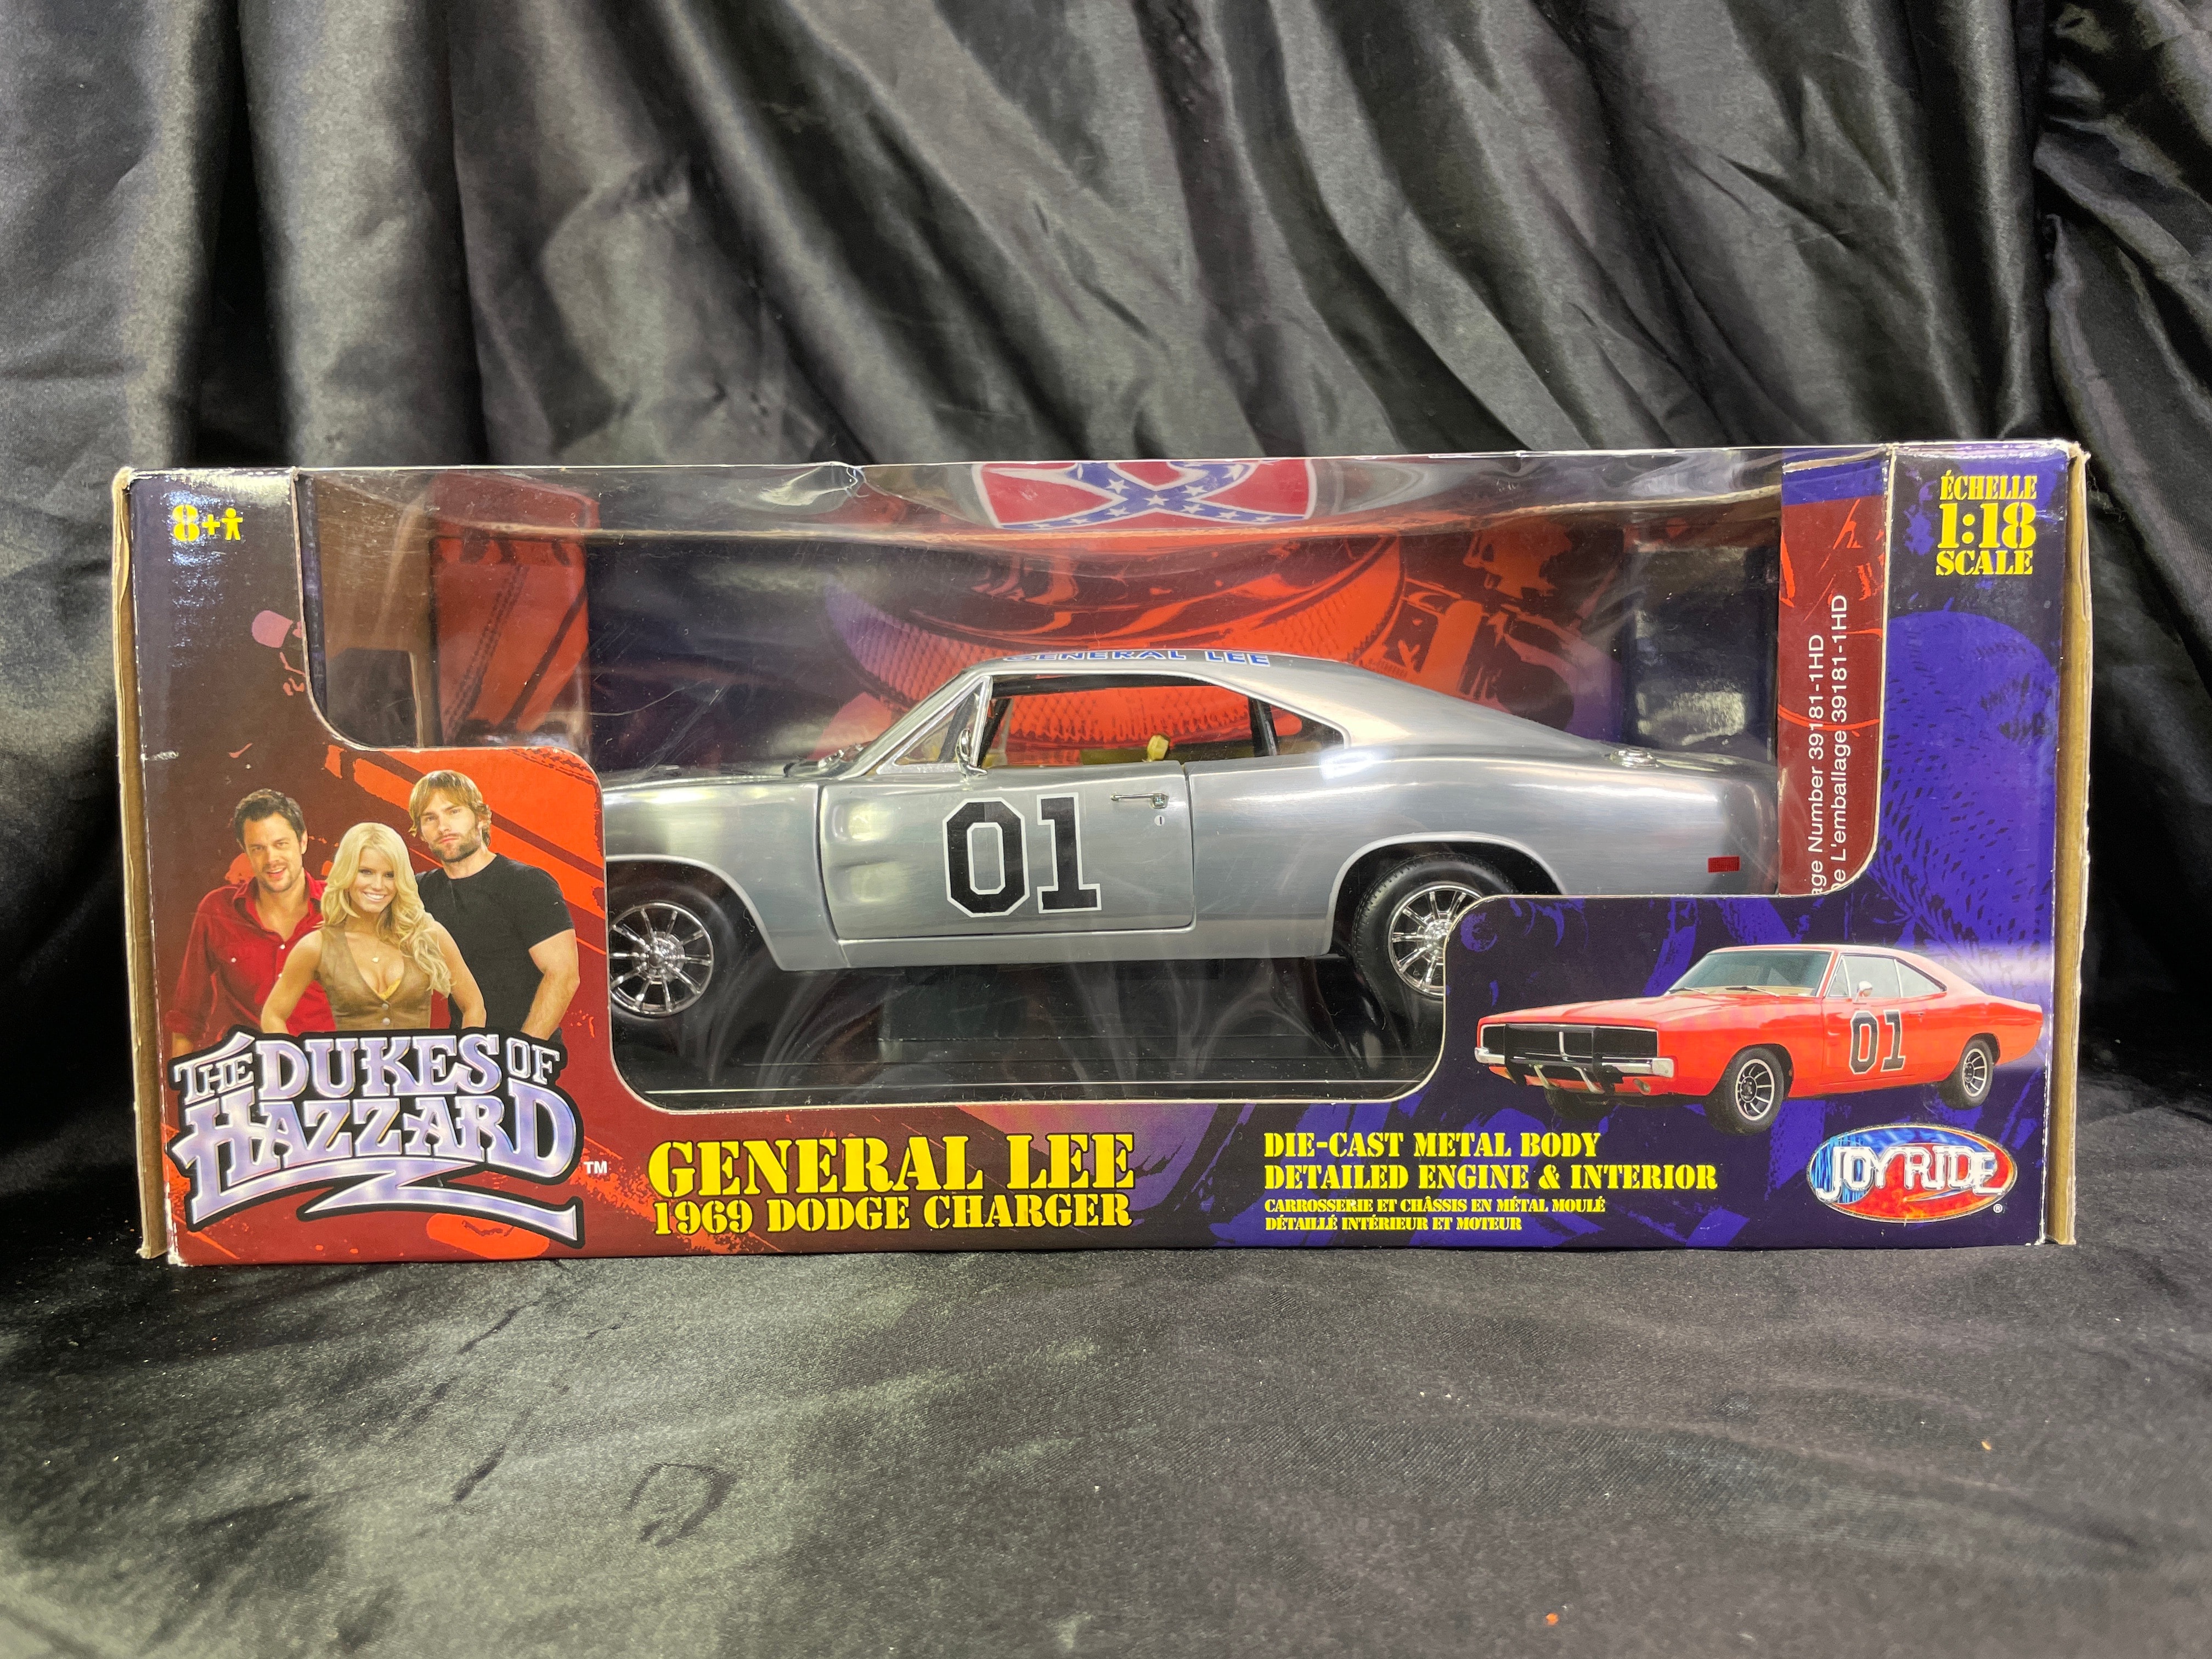 8+
ÉCHELLE
1:18
SCALE
GENERAL LEE
01
Number 39181-1HD
L'emballage 39181-1HD
01
THE DUKES OF
HAZZARD
TM
GENERAL LEE
1969 DODGE CHARGER
DIE-CAST METAL BODY
DETAILED ENGINE & INTERIOR
CARROSSERIE ET CHÂSSIS EN MÉTAL MOULÉ
DÉTAILLÉ INTÉRIEUR ET MOTEUR
JOY RIDE
®